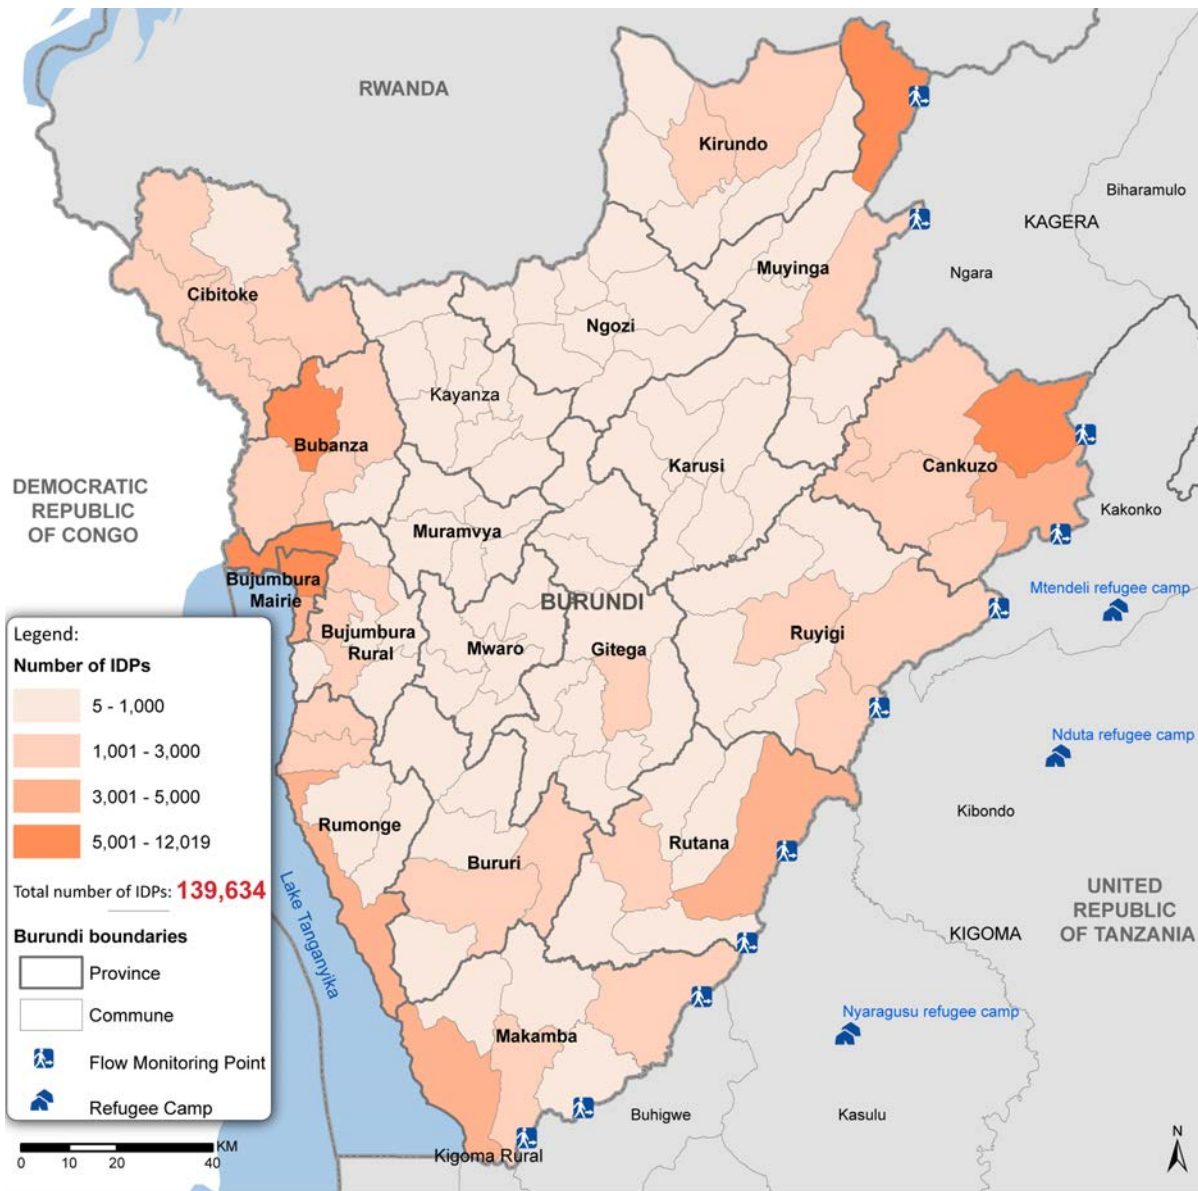 RWANDA
Kirundo
Biharamulo
KAGERA
Ngara
Muyinga
Cibitoke
Ngozi
Kayanza
Bubanza
Karusi
Cankuzo
DEMOCRATIC
REPUBLIC
OF CONGO
Kakonko
Muramvya
Bujumbura
Mairie
BURUNDI
Mtendeli refugee camp
Bujumbura
Rural
Mwaro
Gitega
Ruyigi
Nduta refugee camp
Kibondo
Rumonge
Rutana
Bururi
UNITED
REPUBLIC
OF TANZANIA
KIGOMA
Lake Tanganyika
Nyaragusu refugee camp
Makamba
Buhigwe
Kasulu
Kigoma Rural
Legend:
Number of IDPs
5 - 1,000
1,001 - 3,000
3,001 - 5,000
5,001 - 12,019
Total number of IDPs: 139,634
Burundi boundaries
Province
Commune
Flow Monitoring Point
Refugee Camp
KM
0 10 20 40
N